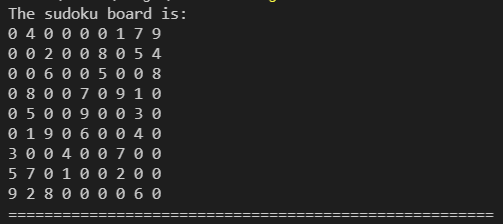 The sudoku board is:
0 4 0 0 0 0 1 7 9
0 0 2 0 0 8 0 5 4
0 0 6 0 0 5 0 0 8
0 8 0 0 7 0 9 1 0
0 5 0 0 9 0 0 3 0
0 1 9 0 6 0 0 4 0
3 0 0 4 0 0 7 0 0
5 7 0 1 0 0 2 0 0
9 2 8 0 0 0 0 6 0
======================================================